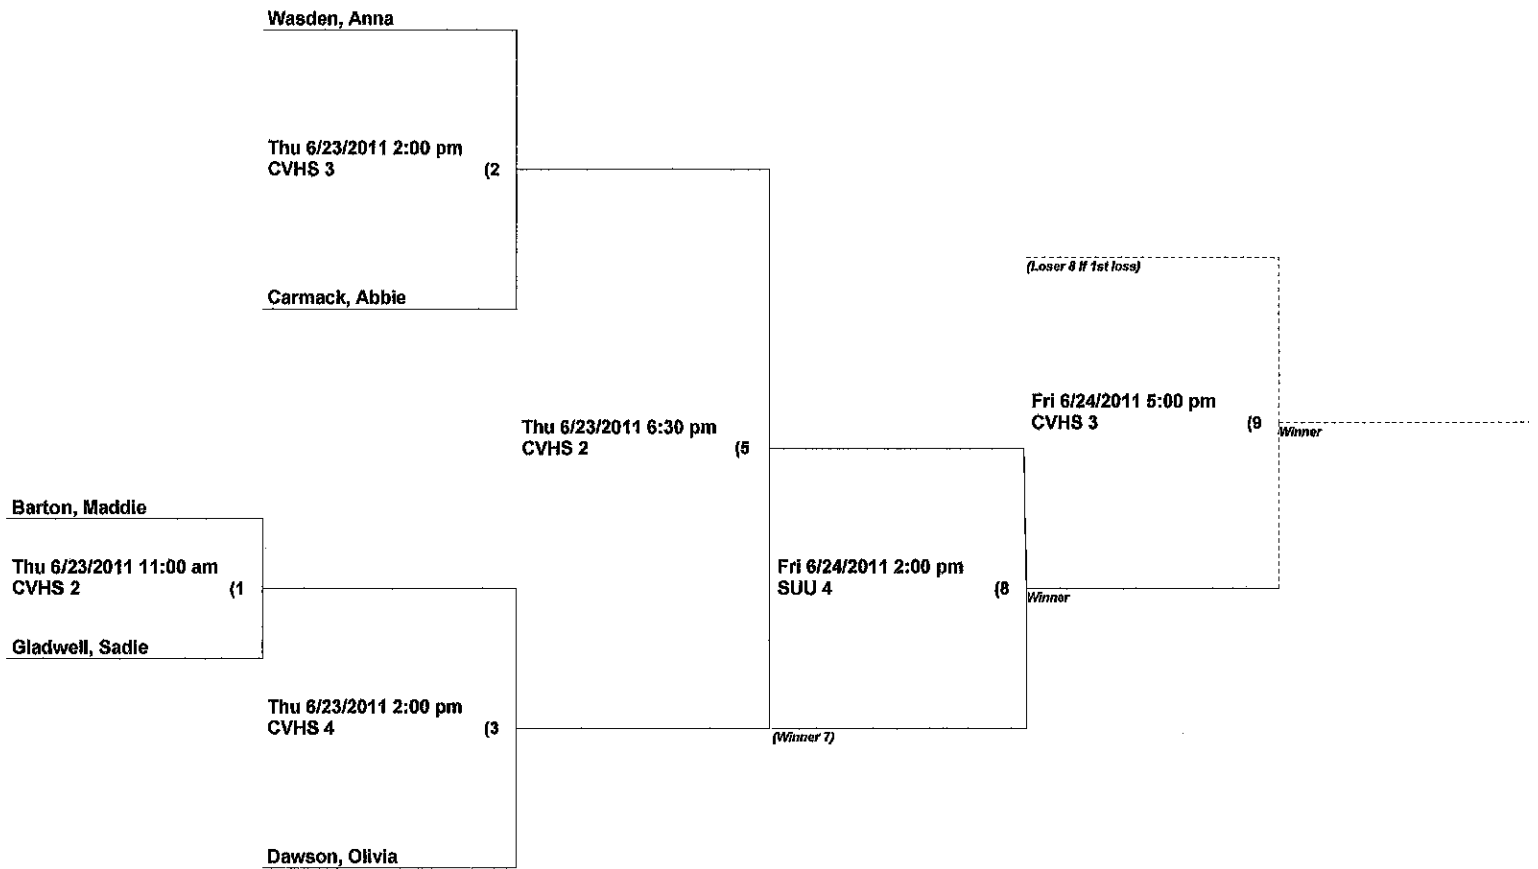 Wasden, Anna
Thu 6/23/2011 2:00 pm
CVHS 3 (2
Carmack, Abbie
(Loser 8 If 1st loss)
Fri 6/24/2011 5:00 pm
CVHS 3 (9
Winner
Thu 6/23/2011 6:30 pm
CVHS 2 (5
Barton, Maddie
Thu 6/23/2011 11:00 am
CVHS 2 (1
Gladwell, Sadie
Fri 6/24/2011 2:00 pm
SUU 4 (8
Winner
Thu 6/23/2011 2:00 pm
CVHS 4 (3
(Winner 7)
Dawson, Olivia